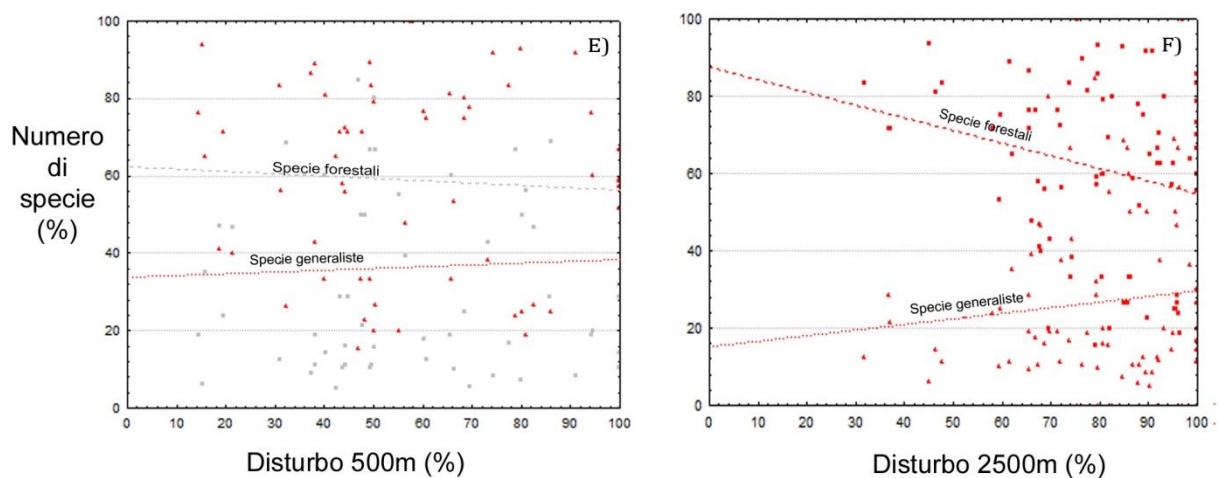 E)
100
80
60
40
20
0
Numero
di
specie
(%)
Specie forestali
Specie generaliste
0 10 20 30 40 50 60 70 80 90 100
Disturbo 500m (%)
F)
100
80
60
40
20
0
Specie forestali
Specie generaliste
0 10 20 30 40 50 60 70 80 90 100
Disturbo 2500m (%)